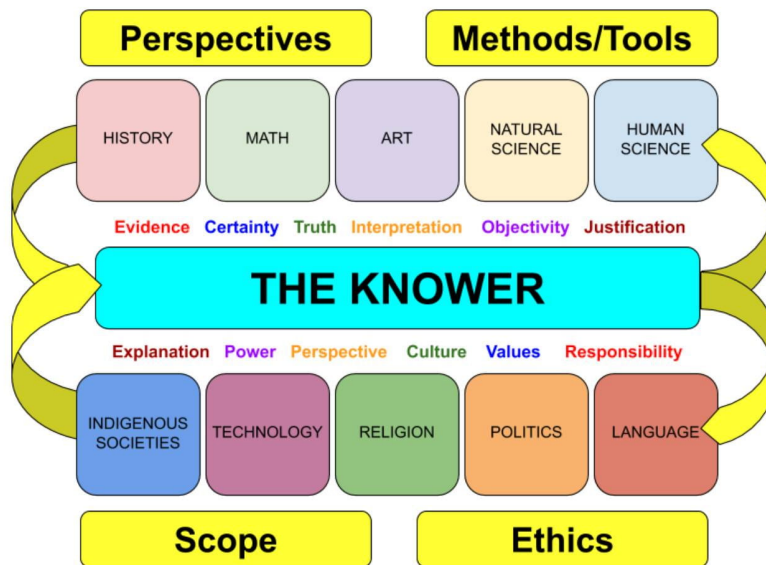 Perspectives
Methods/Tools
HISTORY
MATH
ART
NATURAL
SCIENCE
HUMAN
SCIENCE
Evidence Certainty Truth Interpretation Objectivity Justification
THE KNOWER
Explanation Power Perspective Culture Values Responsibility
INDIGENOUS
SOCIETIES
TECHNOLOGY
RELIGION
POLITICS
LANGUAGE
Scope
Ethics